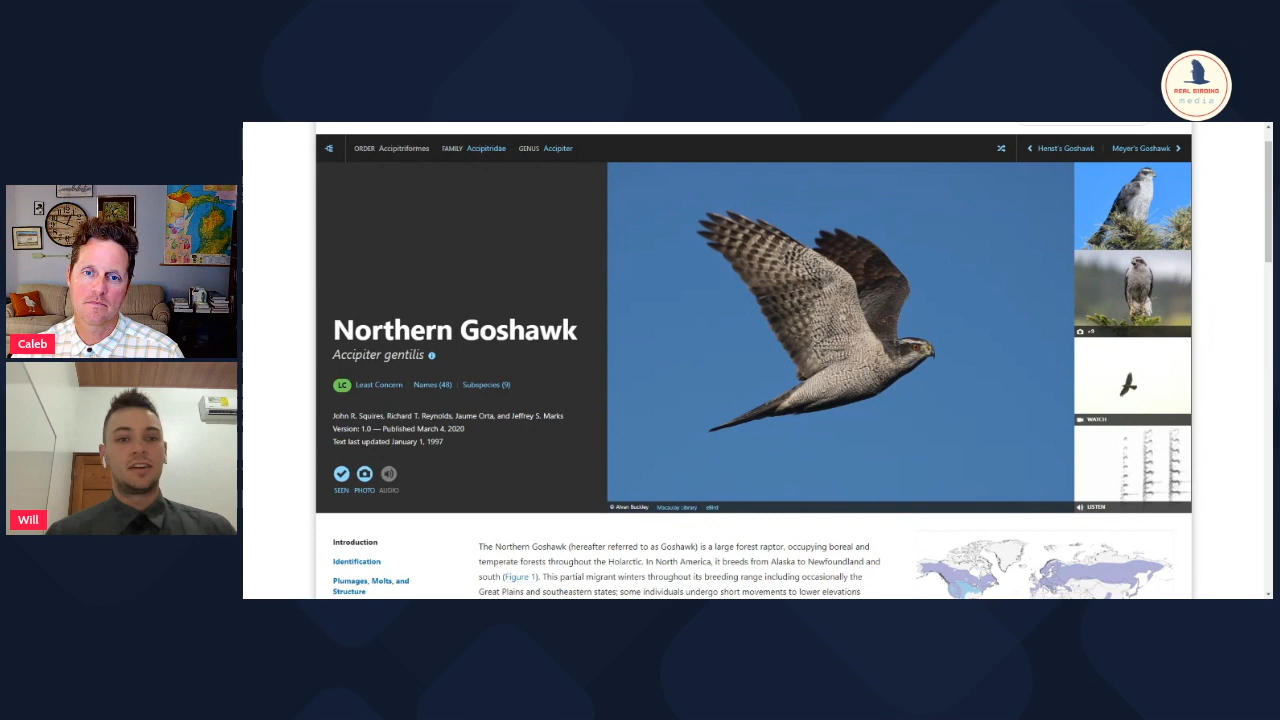 REAL BIRDING
media
ORDER Accipitriformes FAMILY Accipitridae GENUS Accipiter
Henst's Goshawk Meyer's Goshawk
Caleb
Will
Northern Goshawk
Accipiter gentilis
LC Least Concern Names (48) Subspecies (9)
John R. Squires, Richard T. Reynolds, Jaume Orta, and Jeffrey S. Marks
Version: 1.0 — Published March 4, 2020
Text last updated January 1, 1997
SEEN PHOTO AUDIO
+9
WATCH
LISTEN
© Alvan Buckley Macaulay Library eBird
Introduction
Identification
Plumages, Molts, and
Structure
The Northern Goshawk (hereafter referred to as Goshawk) is a large forest raptor, occupying boreal and
temperate forests throughout the Holarctic. In North America, it breeds from Alaska to Newfoundland and
south (Figure 1). This partial migrant winters throughout its breeding range including occasionally the
Great Plains and southeastern states; some individuals undergo short movements to lower elevations